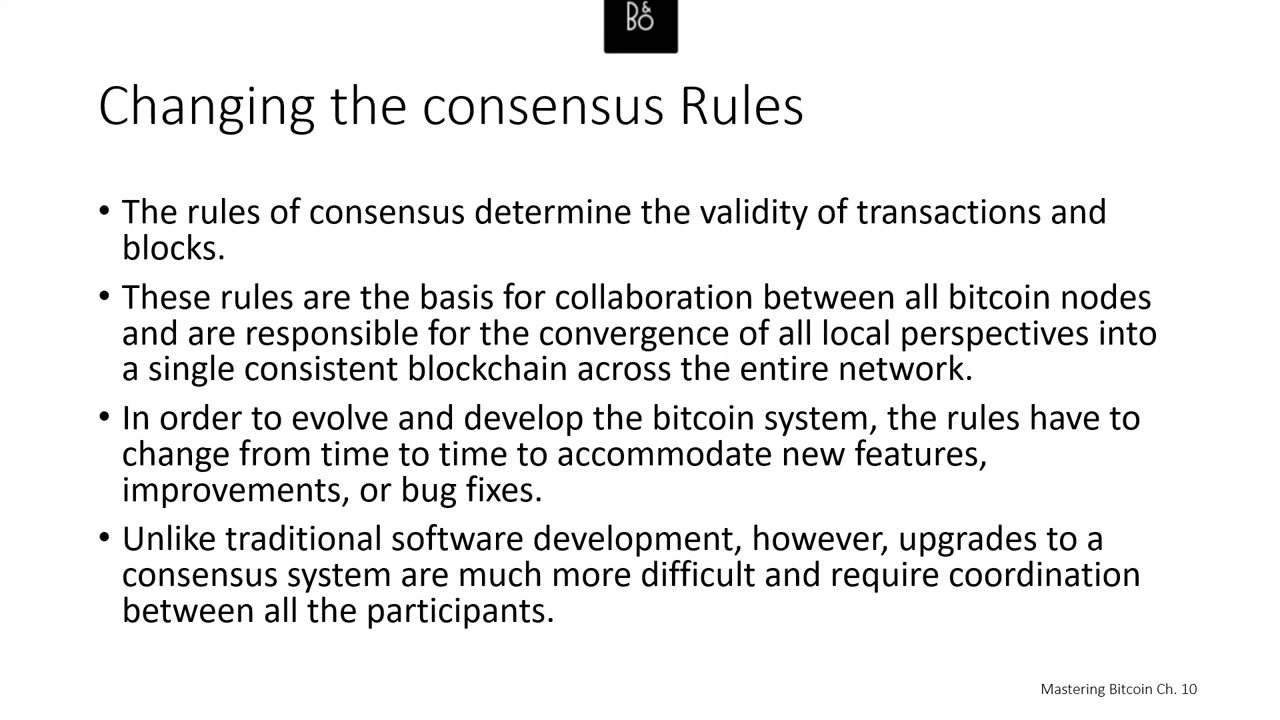 B&O
Changing the consensus Rules
• The rules of consensus determine the validity of transactions and
blocks.
• These rules are the basis for collaboration between all bitcoin nodes
and are responsible for the convergence of all local perspectives into
a single consistent blockchain across the entire network.
• In order to evolve and develop the bitcoin system, the rules have to
change from time to time to accommodate new features,
improvements, or bug fixes.
• Unlike traditional software development, however, upgrades to a
consensus system are much more difficult and require coordination
between all the participants.
Mastering Bitcoin Ch. 10